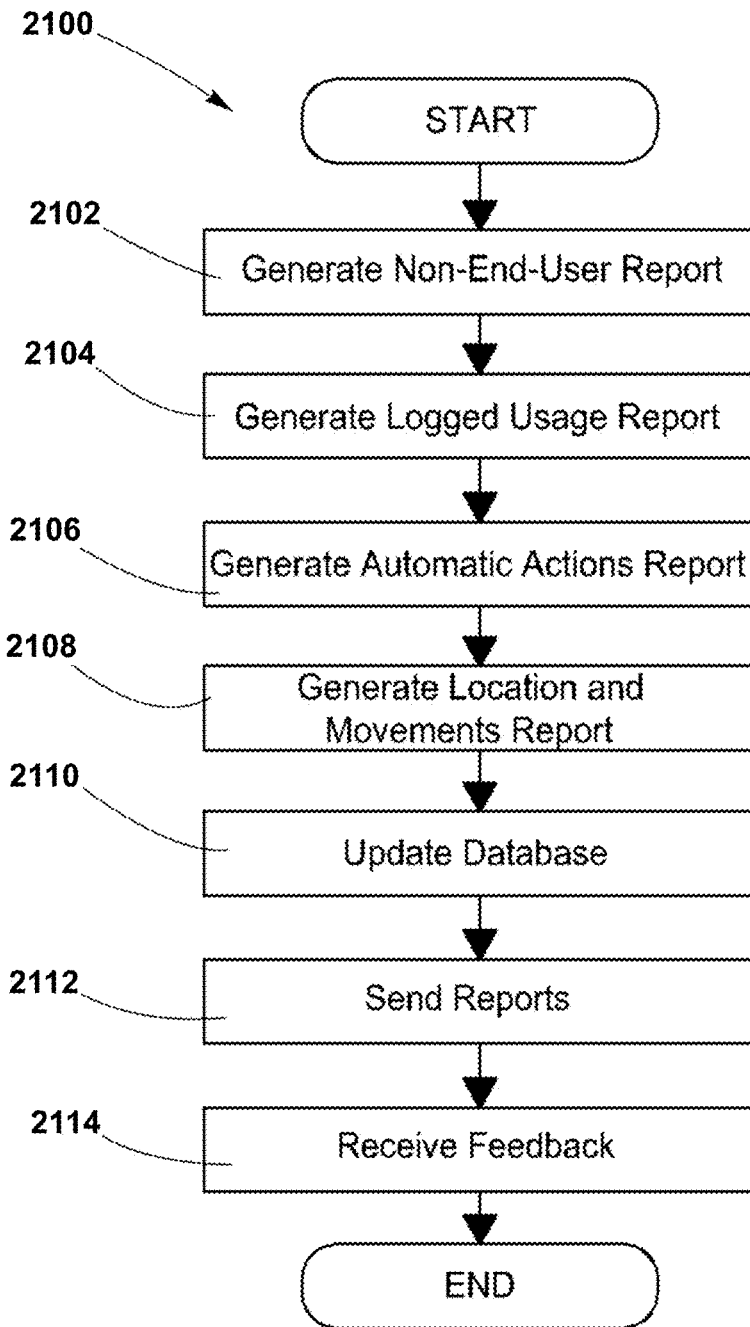 2100
START
2102
Generate Non-End-User Report
2104
Generate Logged Usage Report
2106
Generate Automatic Actions Report
2108
Generate Location and
Movements Report
2110
Update Database
2112
Send Reports
2114
Receive Feedback
END